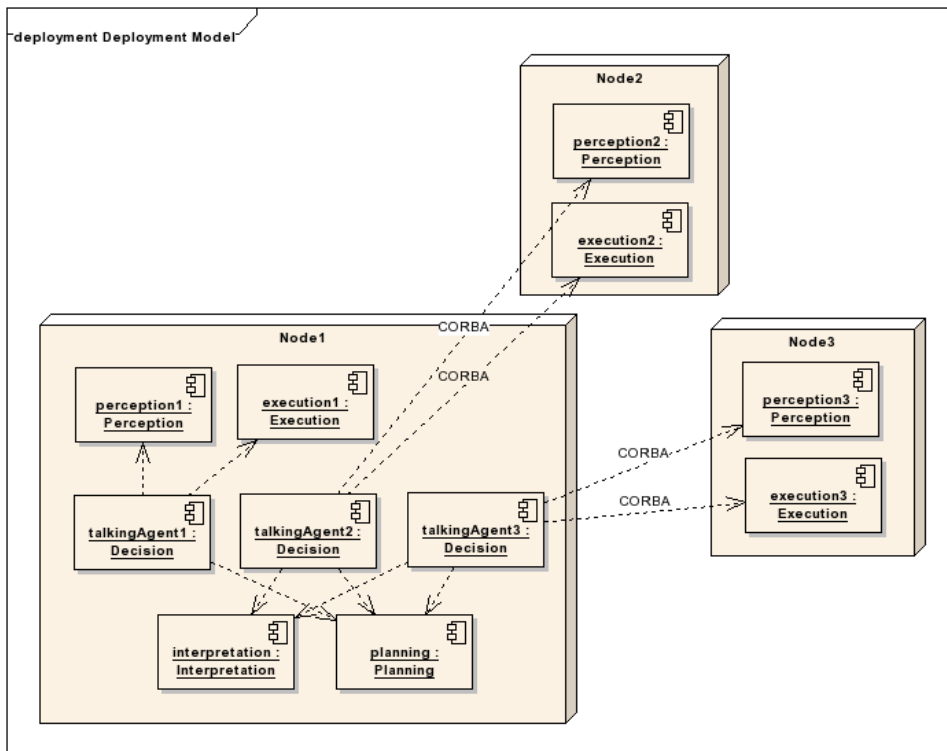 deployment Deployment Model
Node2
perception2 :
Perception
execution2 :
Execution
CORBA
CORBA
Node1
perception1 :
Perception
execution1 :
Execution
talkingAgent1 :
Decision
talkingAgent2 :
Decision
talkingAgent3 :
Decision
interpretation :
Interpretation
planning :
Planning
CORBA
CORBA
Node3
perception3 :
Perception
execution3 :
Execution